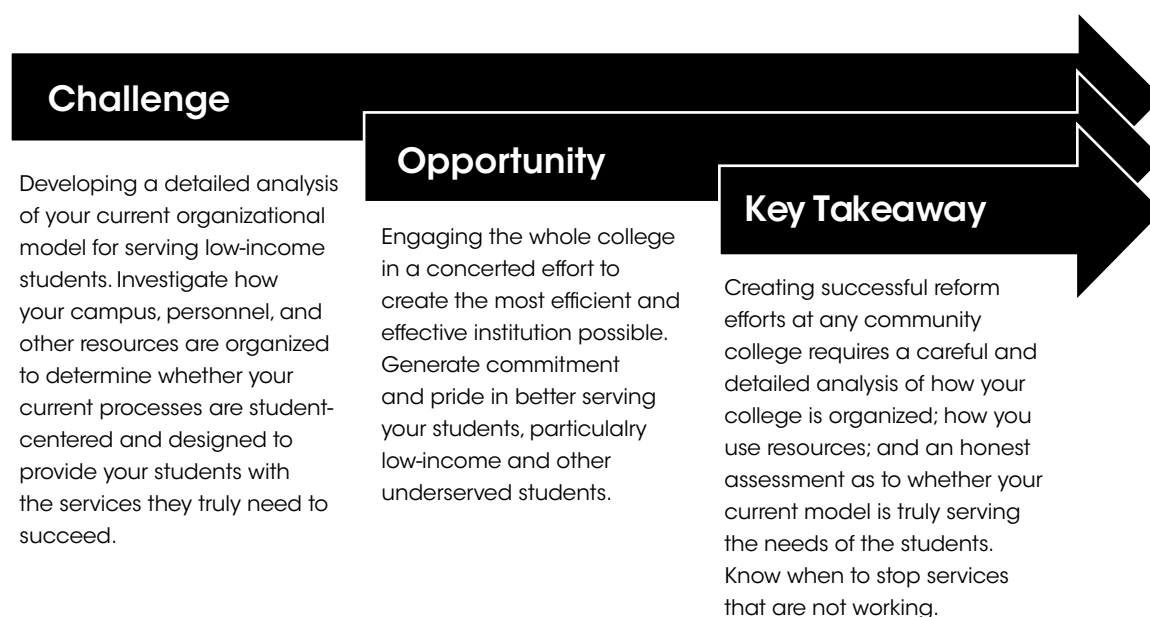 Challenge
Developing a detailed analysis
of your current organizational
model for serving low-income
students. Investigate how
your campus, personnel, and
other resources are organized
to determine whether your
current processes are student-
centered and designed to
provide your students with
the services they truly need to
succeed.
Opportunity
Engaging the whole college
in a concerted effort to
create the most efficient and
effective institution possible.
Generate commitment
and pride in better serving
your students, particulalry
low-income and other
underserved students.
Key Takeaway
Creating successful reform
efforts at any community
college requires a careful and
detailed analysis of how your
college is organized; how you
use resources; and an honest
assessment as to whether your
current model is truly serving
the needs of the students.
Know when to stop services
that are not working.